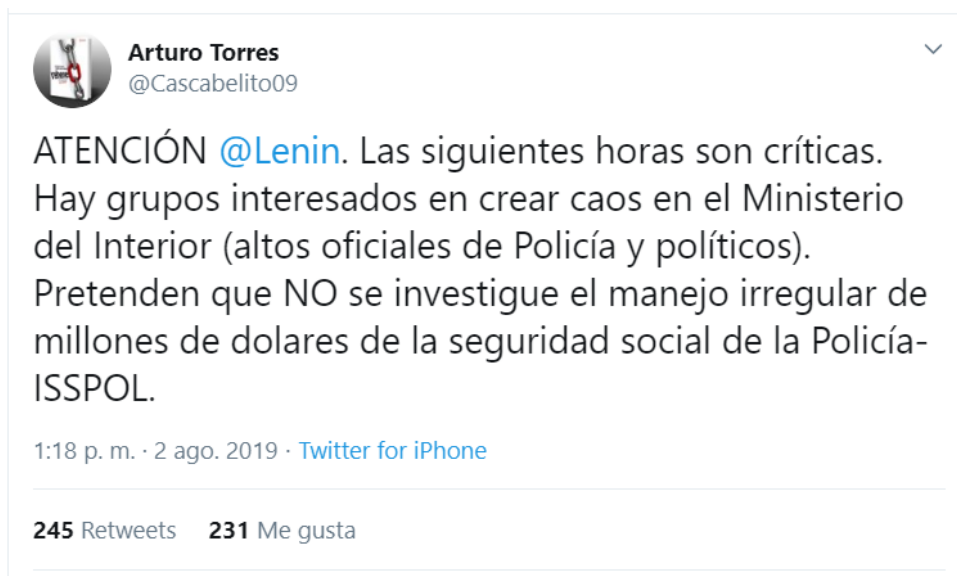 Arturo Torres
@Cascabelito09
ATENCIÓN @Lenin. Las siguientes horas son críticas.
Hay grupos interesados en crear caos en el Ministerio
del Interior (altos oficiales de Policía y políticos).
Pretenden que NO se investigue el manejo irregular de
millones de dolares de la seguridad social de la Policía-
ISSPOL.
1:18 p. m. · 2 ago. 2019 · Twitter for iPhone
245 Retweets 231 Me gusta